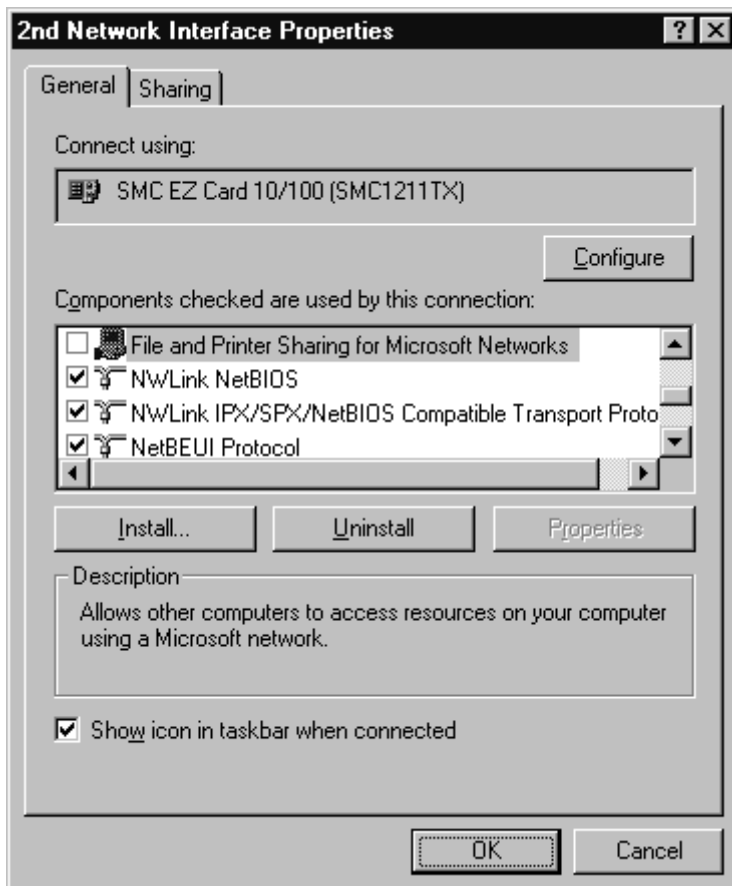 2nd Network Interface Properties
General
Sharing
Connect using:
SMC EZ Card 10/100 (SMC1211TX)
Configure
Components checked are used by this connection:
File and Printer Sharing for Microsoft Networks
NWLink NetBIOS
NWLink IPX/SPX/NetBIOS Compatible Transport Proto
NetBEUI Protocol
Install...
Uninstall
Properties
Description
Allows other computers to access resources on your computer
using a Microsoft network.
Show icon in taskbar when connected
OK
Cancel